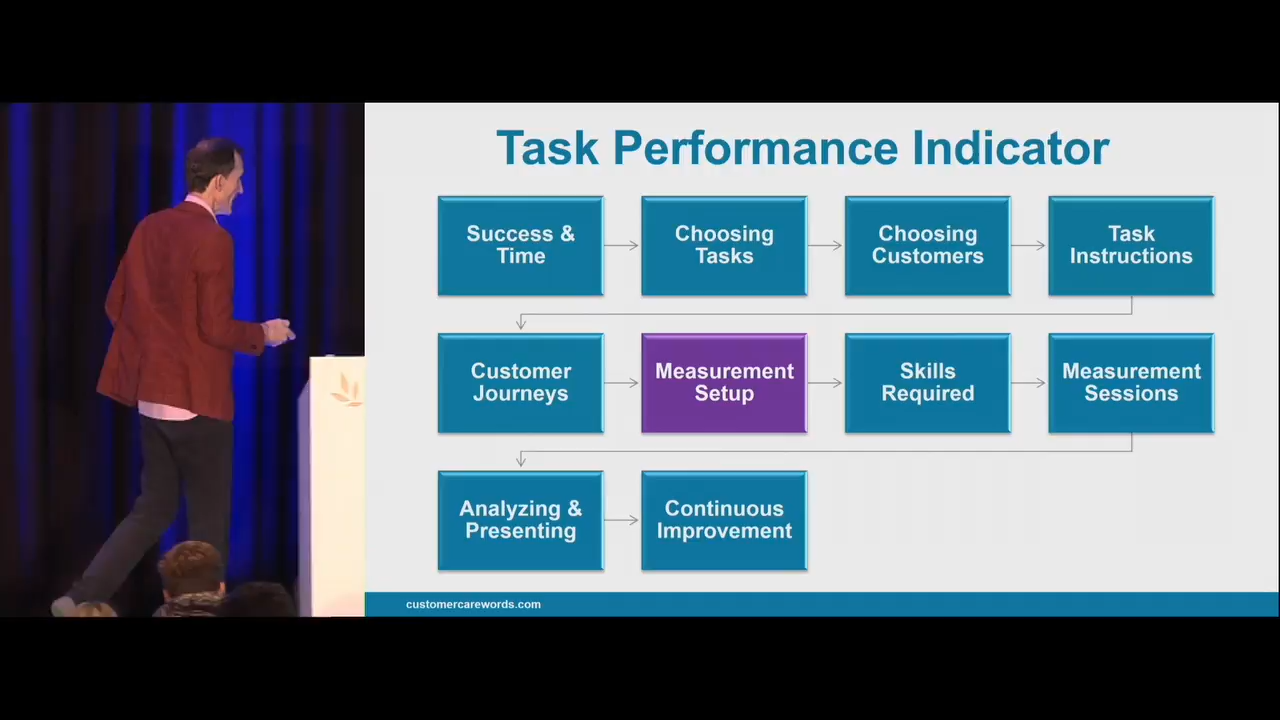 Task Performance Indicator
Success &
Time
Choosing
Tasks
Choosing
Customers
Task
Instructions
Customer
Journeys
Measurement
Setup
Skills
Required
Measurement
Sessions
Analyzing &
Presenting
Continuous
Improvement
customercarewords.com